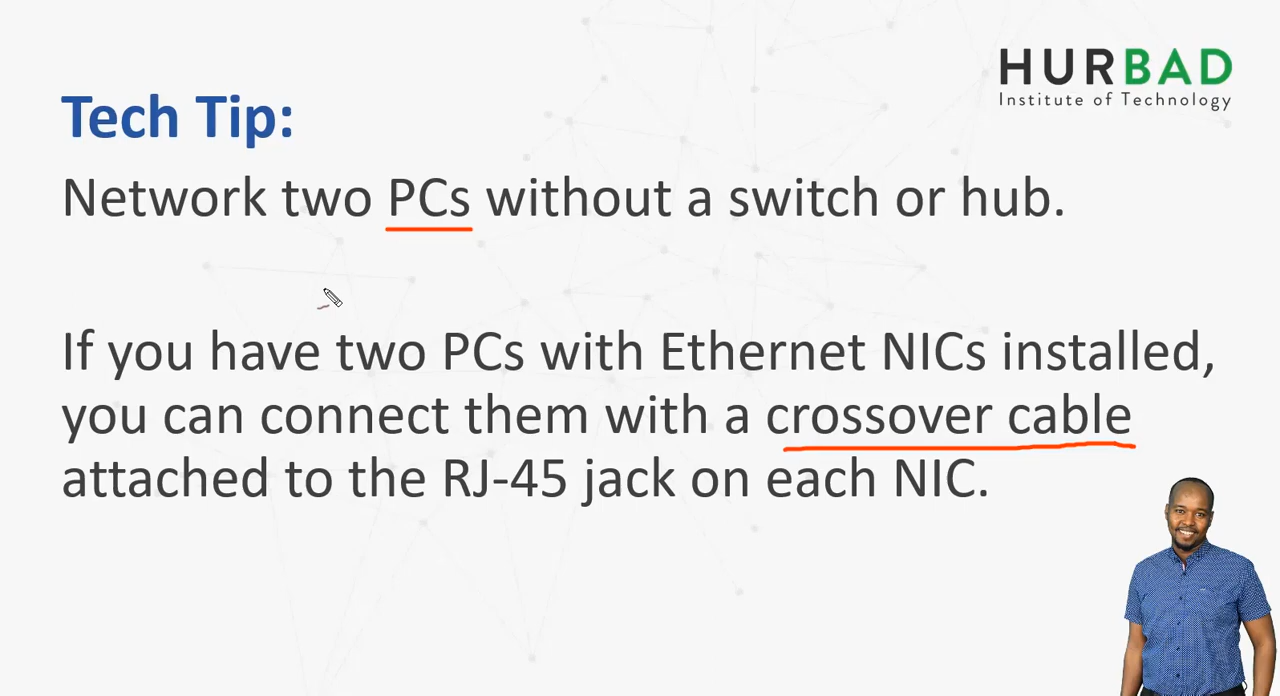 HURBAD
Institute of Technology
Tech Tip:
Network two PCs without a switch or hub.
If you have two PCs with Ethernet NICs installed,
you can connect them with a crossover cable
attached to the RJ-45 jack on each NIC.